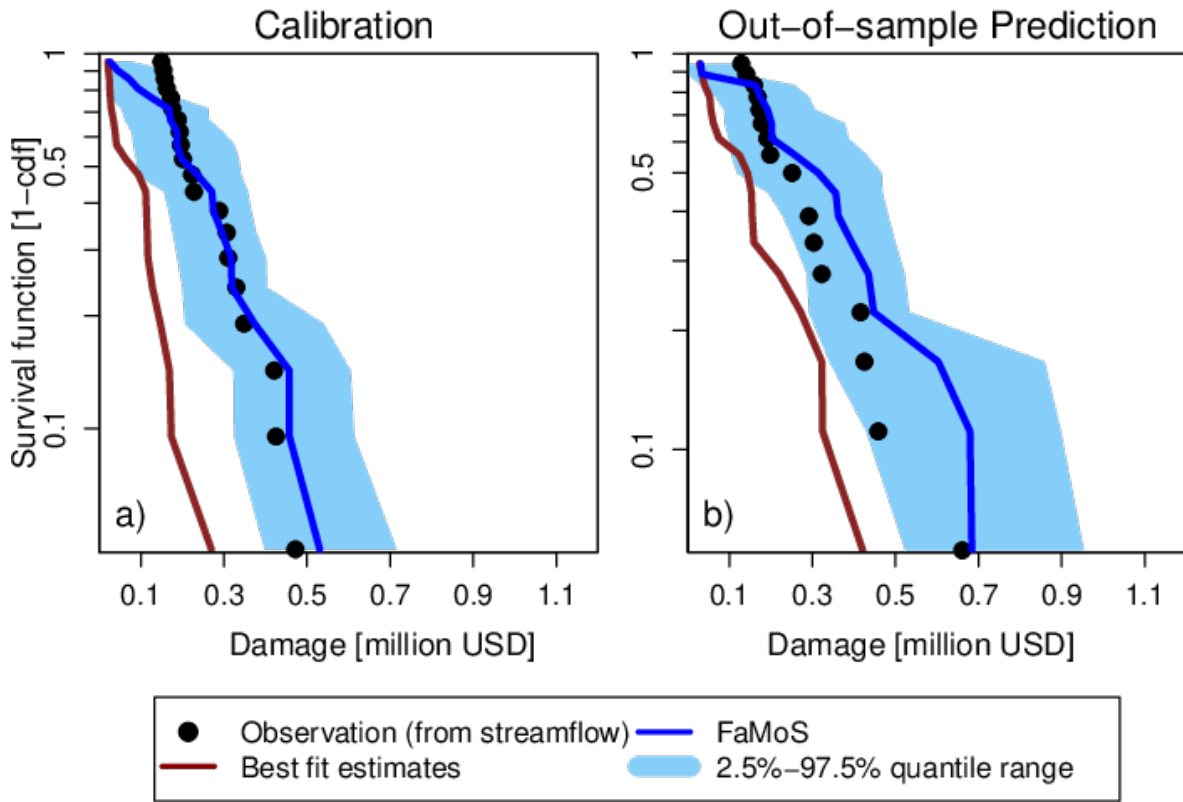 Calibration
Out−of−sample Prediction
Survival function [1−cdf]
1
0.5
0.1
a)
0.1 0.3 0.5 0.7 0.9 1.1
Damage [million USD]
1
0.5
0.1
b)
0.1 0.3 0.5 0.7 0.9 1.1
Damage [million USD]
Observation (from streamflow)
FaMoS
Best fit estimates
2.5%−97.5% quantile range